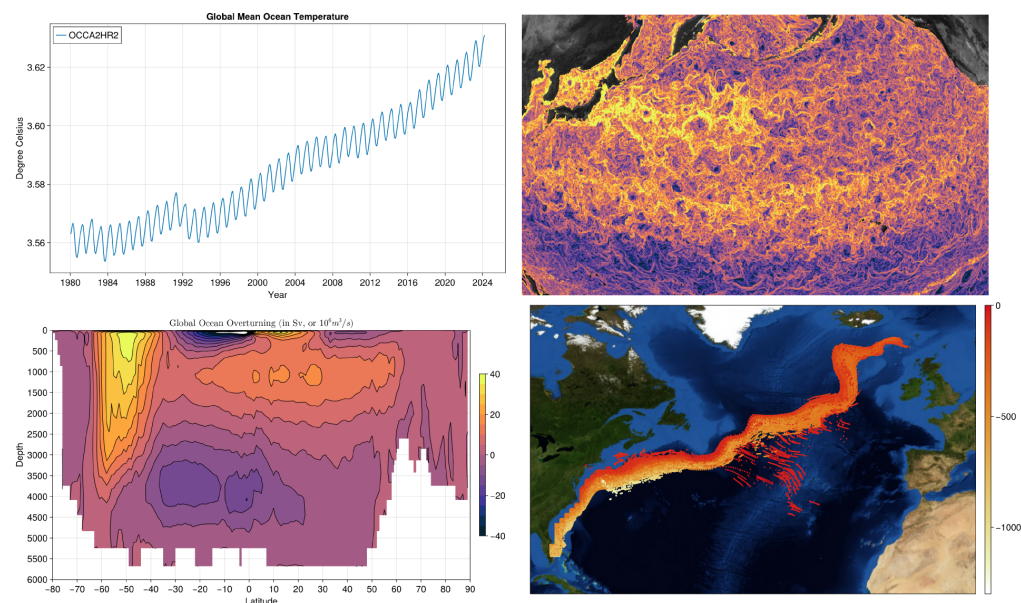 Global Mean Ocean Temperature
OCCA2HR2
3.62
3.60
3.58
3.56
Degree Celsius
1980 1984 1988 1992 1996 2000 2004 2008 2012 2016 2020 2024
Year
Global Ocean Overturning (in Sv, or 10⁶m³/s)
0
500
1000
1500
2000
2500
3000
3500
4000
4500
5000
5500
6000
Depth
−80 −70 −60 −50 −40 −30 −20 −10 0 10 20 30 40 50 60 70 80 90
Latitude
40
20
0
−20
−40
0
−500
−1000